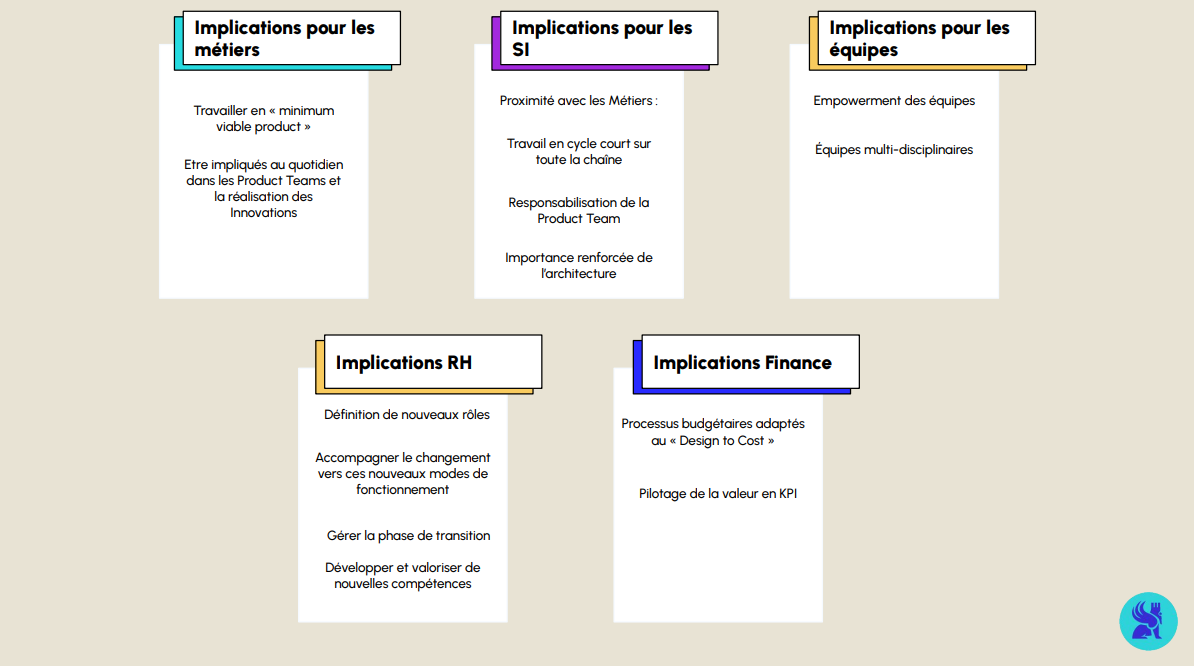 Implications pour les
métiers
Travailler en « minimum
viable product »
Etre impliqués au quotidien
dans les Product Teams et
la réalisation des
Innovations
Implications pour les
SI
Proximité avec les Métiers :
Travail en cycle court sur
toute la chaîne
Responsabilisation de la
Product Team
Importance renforcée de
l'architecture
Implications pour les
équipes
Empowerment des équipes
Équipes multi-disciplinaires
Implications RH
Définition de nouveaux rôles
Accompagner le changement
vers ces nouveaux modes de
fonctionnement
Gérer la phase de transition
Développer et valoriser de
nouvelles compétences
Implications Finance
Processus budgétaires adaptés
au « Design to Cost »
Pilotage de la valeur en KPI